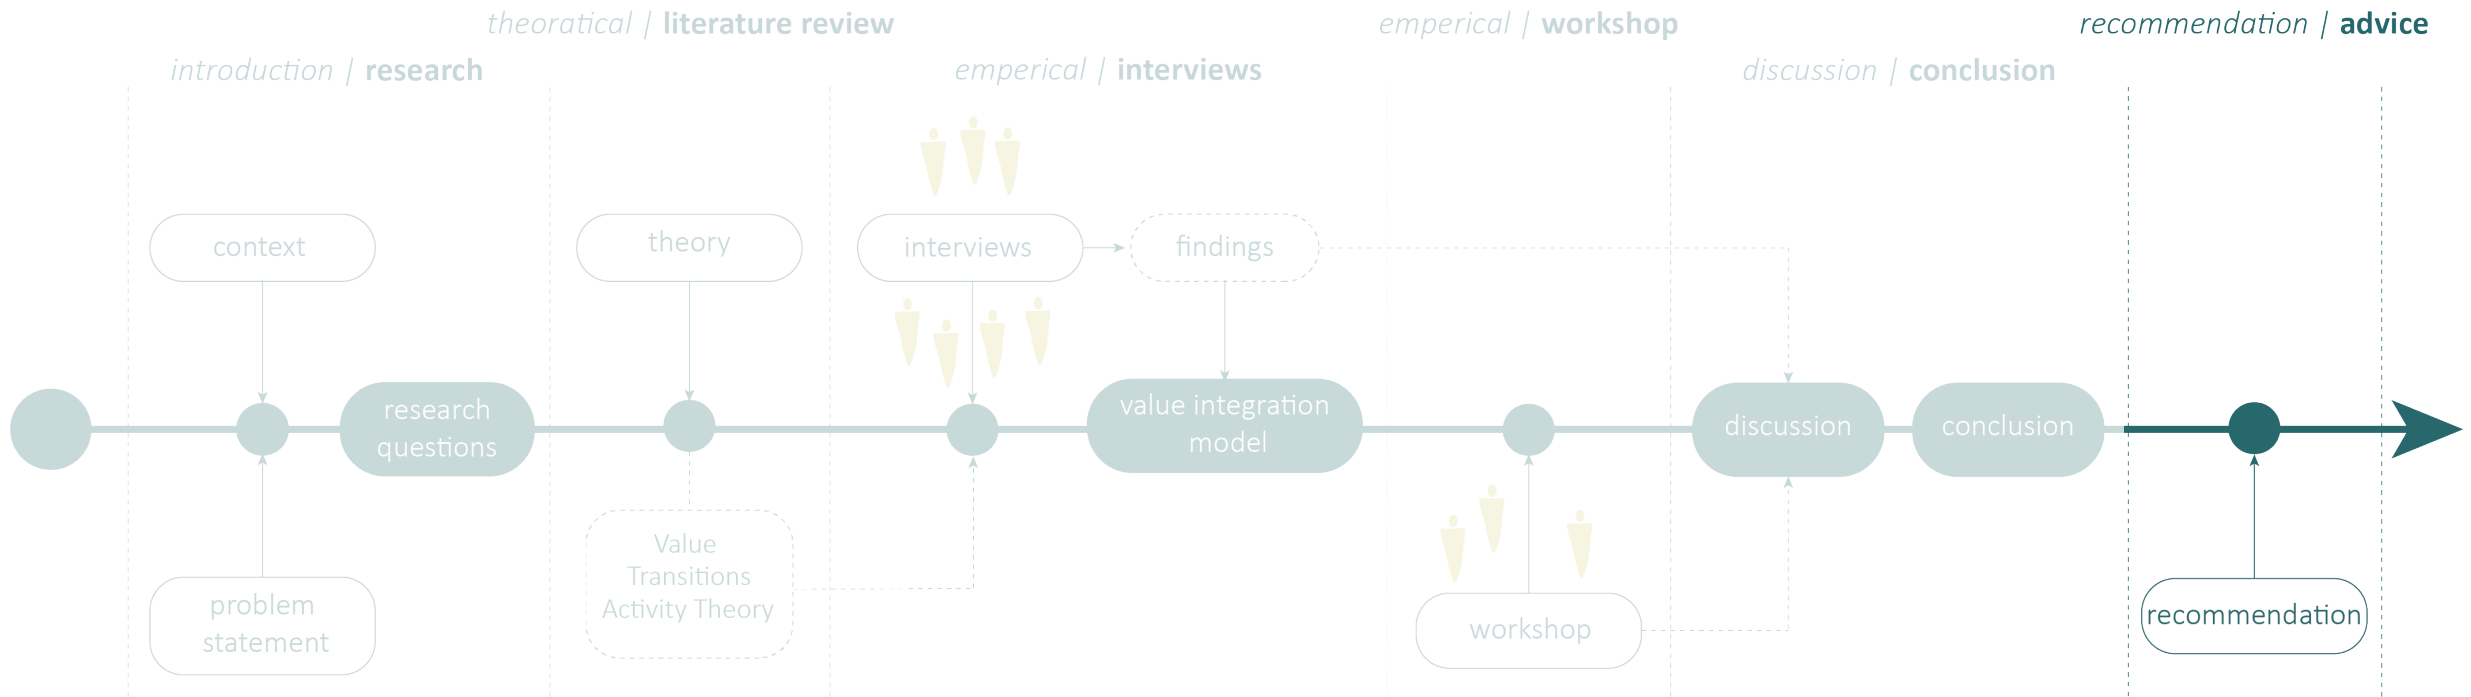 theoratical / literature review
emperical / workshop
recommendation / advice
introduction / research
emperical / interviews
discussion / conclusion
context
theory
interviews
findings
research
questions
value integration
model
discussion
conclusion
Value
Transitions
Activity Theory
problem
statement
workshop
recommendation